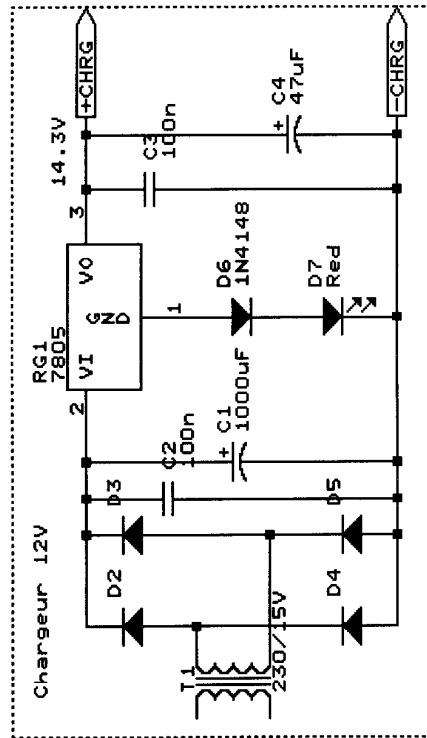 Chargeur 12V
T1
230/15V
D2
D3
D4
D5
C2
100n
C1
+
1000uF
RG1
7805
2
VI
GND
VO
3
1
14.3V
D6
1N4148
D7
Red
C3
100n
C4
+
47uF
+CHRG
-CHRG